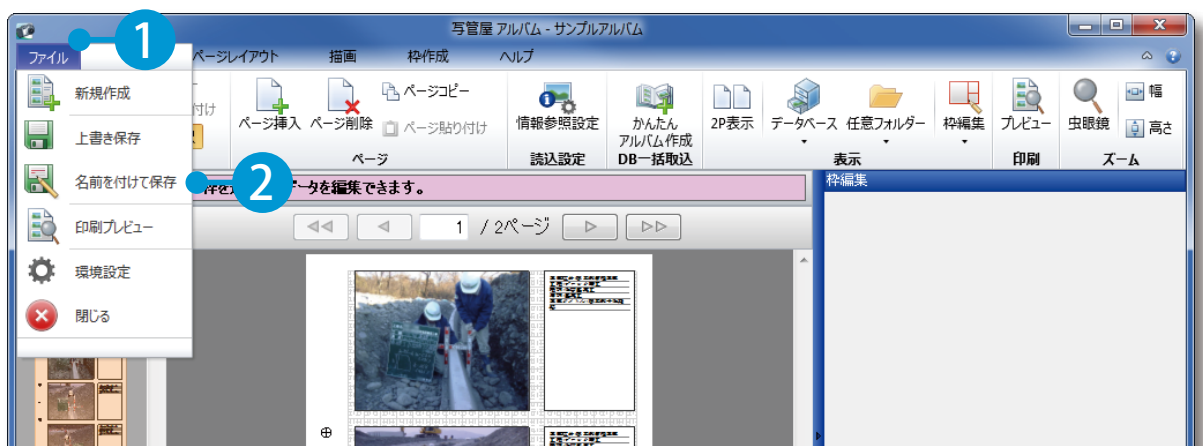 写管屋 アルバム - サンプルアルバム
ファイル
1
ページレイアウト
描画
枠作成
ヘルプ
新規作成
上書き保存
名前を付けて保存
2
印刷プレビュー
環境設定
閉じる
付け
ページ挿入
ページ削除
ページコピー
ページ貼り付け
ページ
情報参照設定
読込設定
かんたん
アルバム作成
DB一括取込
2P表示
データベース
任意フォルダー
枠編集
表示
プレビュー
印刷
虫眼鏡
幅
高さ
ズーム
データを編集できます。
枠編集
1 / 2ページ